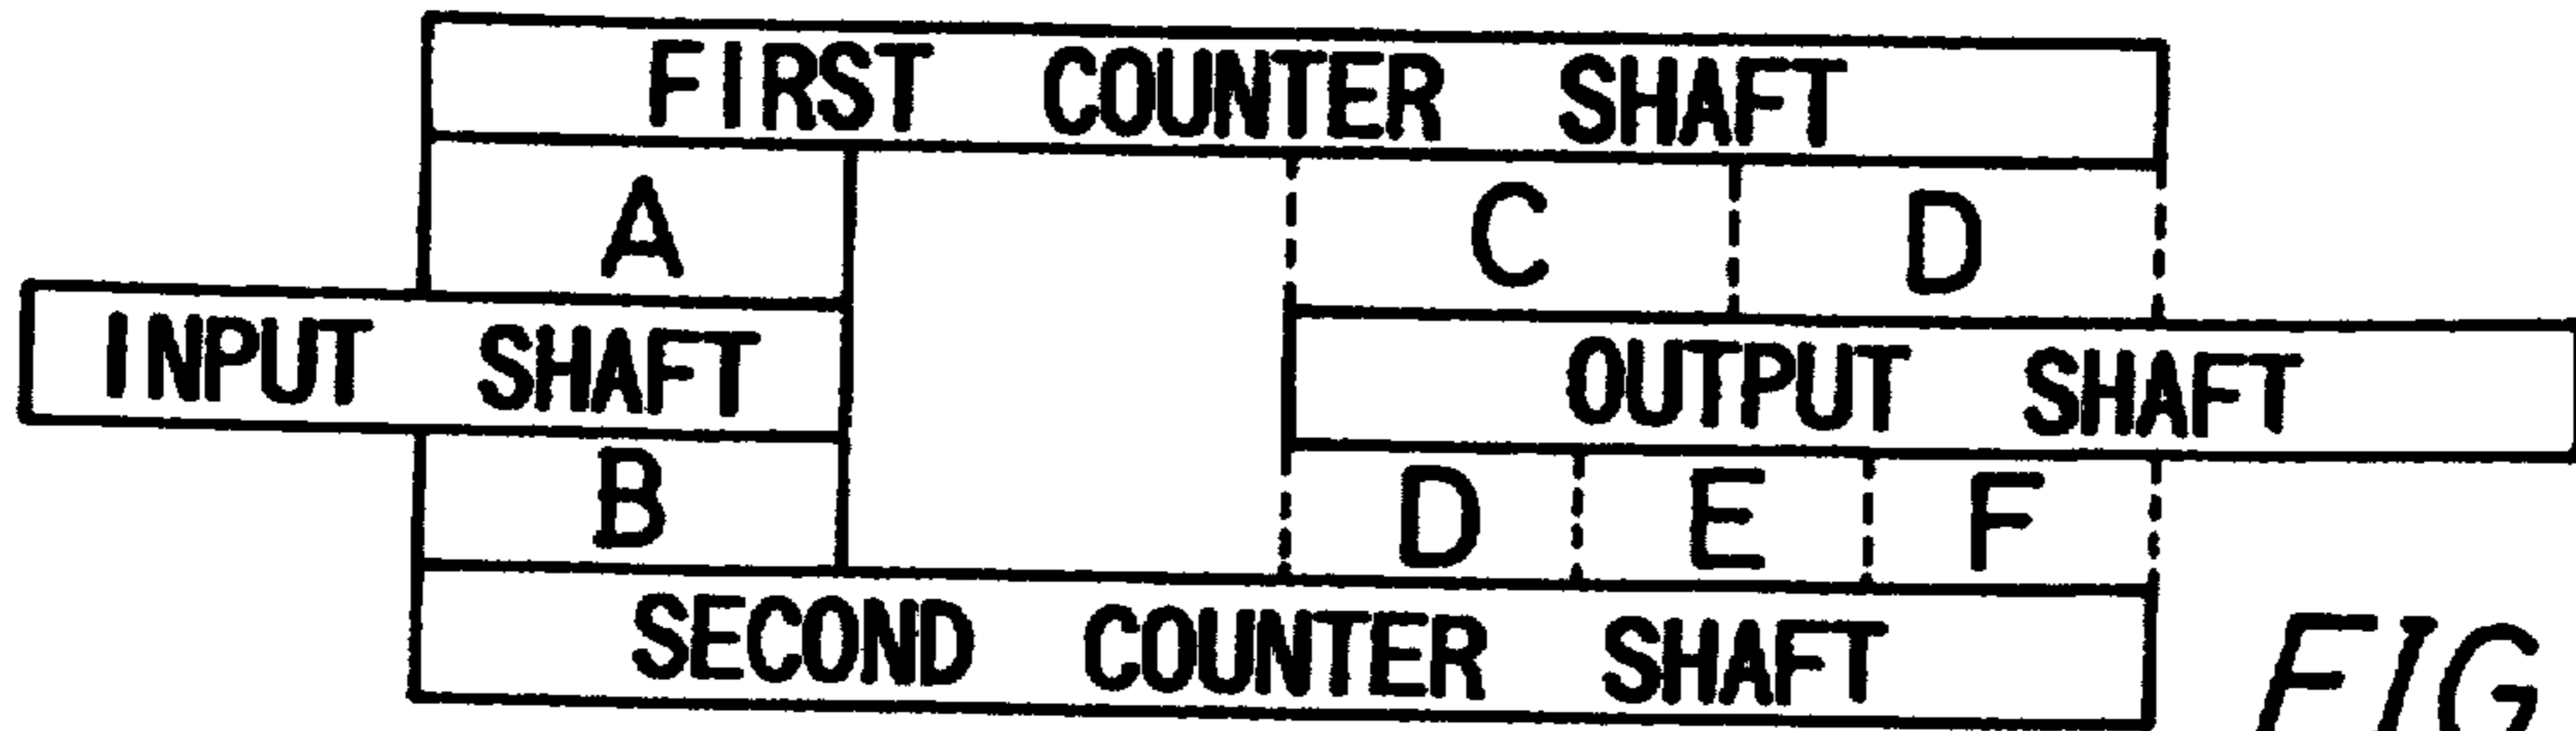 FIRST COUNTER SHAFT
A C D
INPUT SHAFT OUTPUT SHAFT
B D E F
SECOND COUNTER SHAFT
FIG